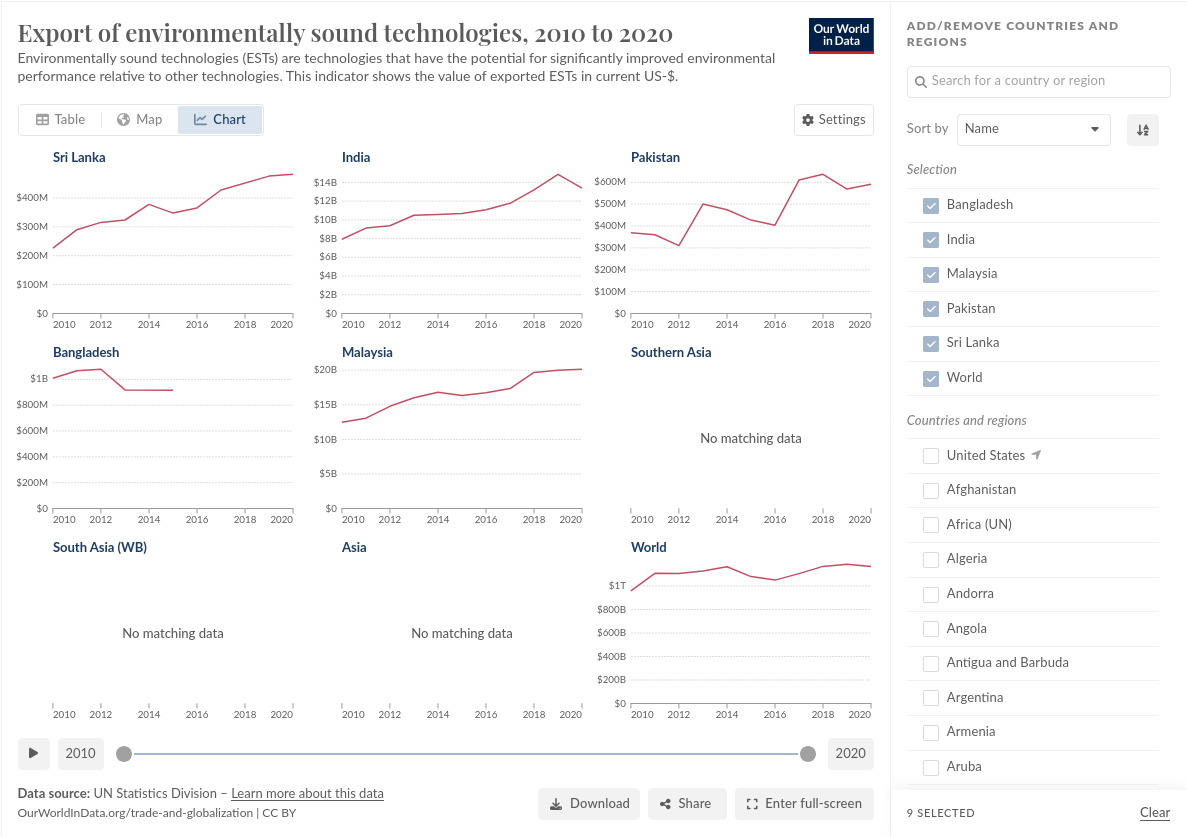 Export of environmentally sound technologies, 2010 to 2020
Environmentally sound technologies (ESTs) are technologies that have the potential for significantly improved environmental
performance relative to other technologies. This indicator shows the value of exported ESTs in current US-$.
Our World
in Data
Table
Map
Chart
Settings
Sri Lanka
$400M
$300M
$200M
$100M
$0
2010 2012 2014 2016 2018 2020
India
$14B
$12B
$10B
$8B
$6B
$4B
$2B
$0
2010 2012 2014 2016 2018 2020
Pakistan
$600M
$500M
$400M
$300M
$200M
$100M
$0
2010 2012 2014 2016 2018 2020
Bangladesh
$1B
$800M
$600M
$400M
$200M
$0
2010 2012 2014 2016 2018 2020
Malaysia
$20B
$15B
$10B
$5B
$0
2010 2012 2014 2016 2018 2020
Southern Asia
No matching data
2010 2012 2014 2016 2018 2020
South Asia (WB)
No matching data
2010 2012 2014 2016 2018 2020
Asia
No matching data
2010 2012 2014 2016 2018 2020
World
$1T
$800B
$600B
$400B
$200B
$0
2010 2012 2014 2016 2018 2020
2010
2020
Data source: UN Statistics Division – Learn more about this data
OurWorldInData.org/trade-and-globalization | CC BY
Download
Share
Enter full-screen
ADD/REMOVE COUNTRIES AND
REGIONS
Search for a country or region
Sort by
Name
Selection
Bangladesh
India
Malaysia
Pakistan
Sri Lanka
World
Countries and regions
United States
Afghanistan
Africa (UN)
Algeria
Andorra
Angola
Antigua and Barbuda
Argentina
Armenia
Aruba
9 SELECTED
Clear